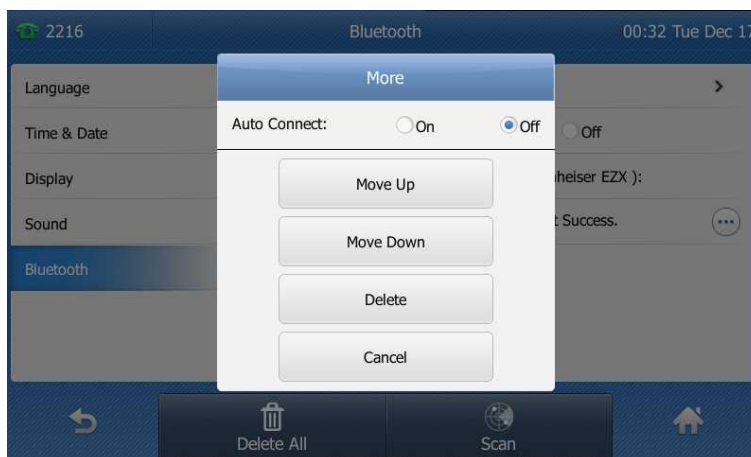 2216 Bluetooth 00:32 Tue Dec 17
More
Language
Auto Connect: On Off
Time & Date Off
Move Up
Display heiser EZX ):
Sound Success.
Move Down
Bluetooth
Delete
Cancel
Delete All Scan